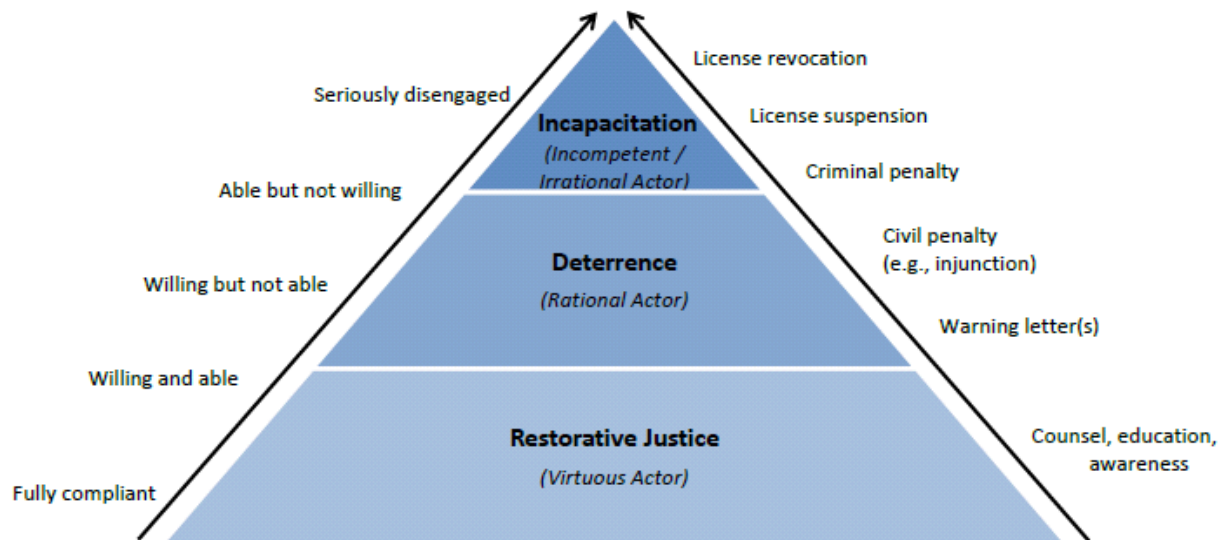 License revocation
Seriously disengaged
License suspension
Incapacitation
(Incompetent /
Irrational Actor)
Criminal penalty
Able but not willing
Civil penalty
(e.g., injunction)
Deterrence
(Rational Actor)
Willing but not able
Warning letter(s)
Willing and able
Restorative Justice
(Virtuous Actor)
Counsel, education,
awareness
Fully compliant